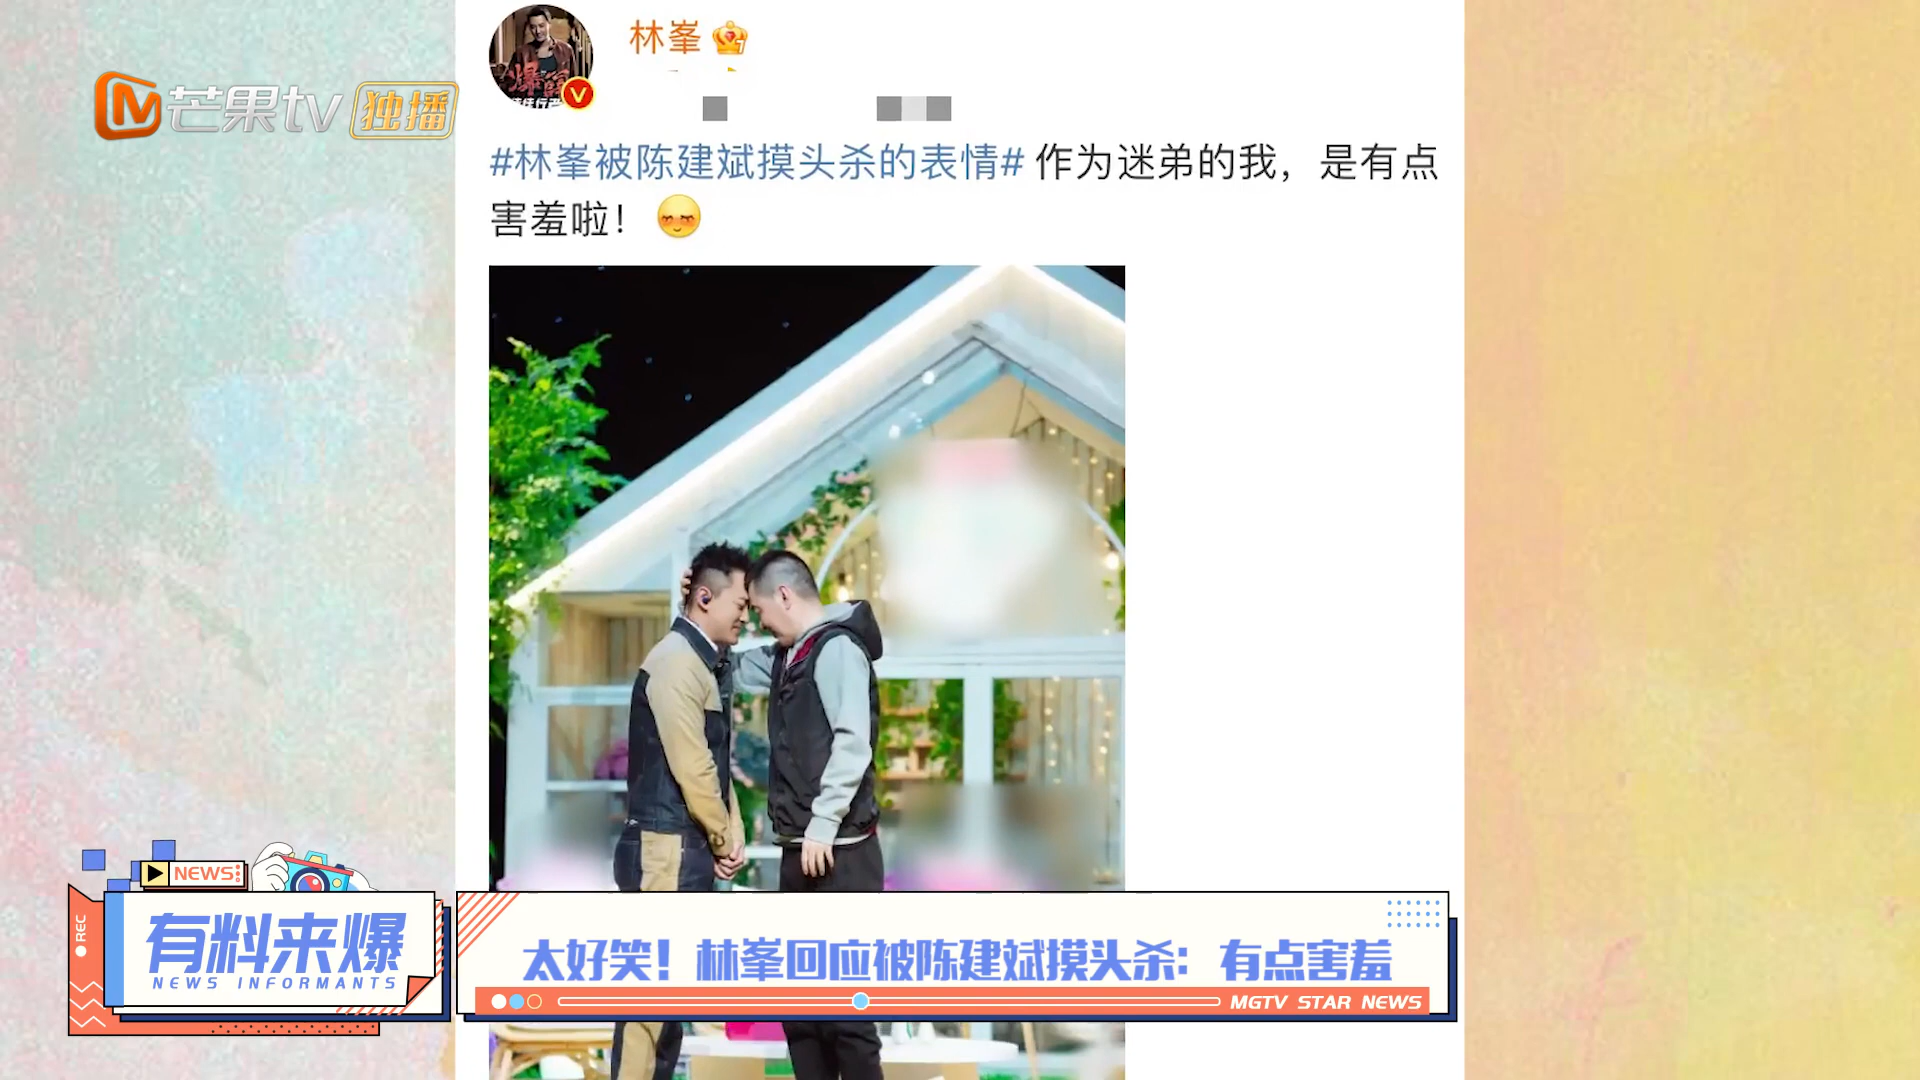 林峯
芒果tv 独播
#林峯被陈建斌摸头杀的表情# 作为迷弟的我，是有点
害羞啦！
NEWS
REC
有料来爆
NEWS INFORMANTS
太好笑！林峯回应被陈建斌摸头杀：有点害羞
MGTV STAR NEWS